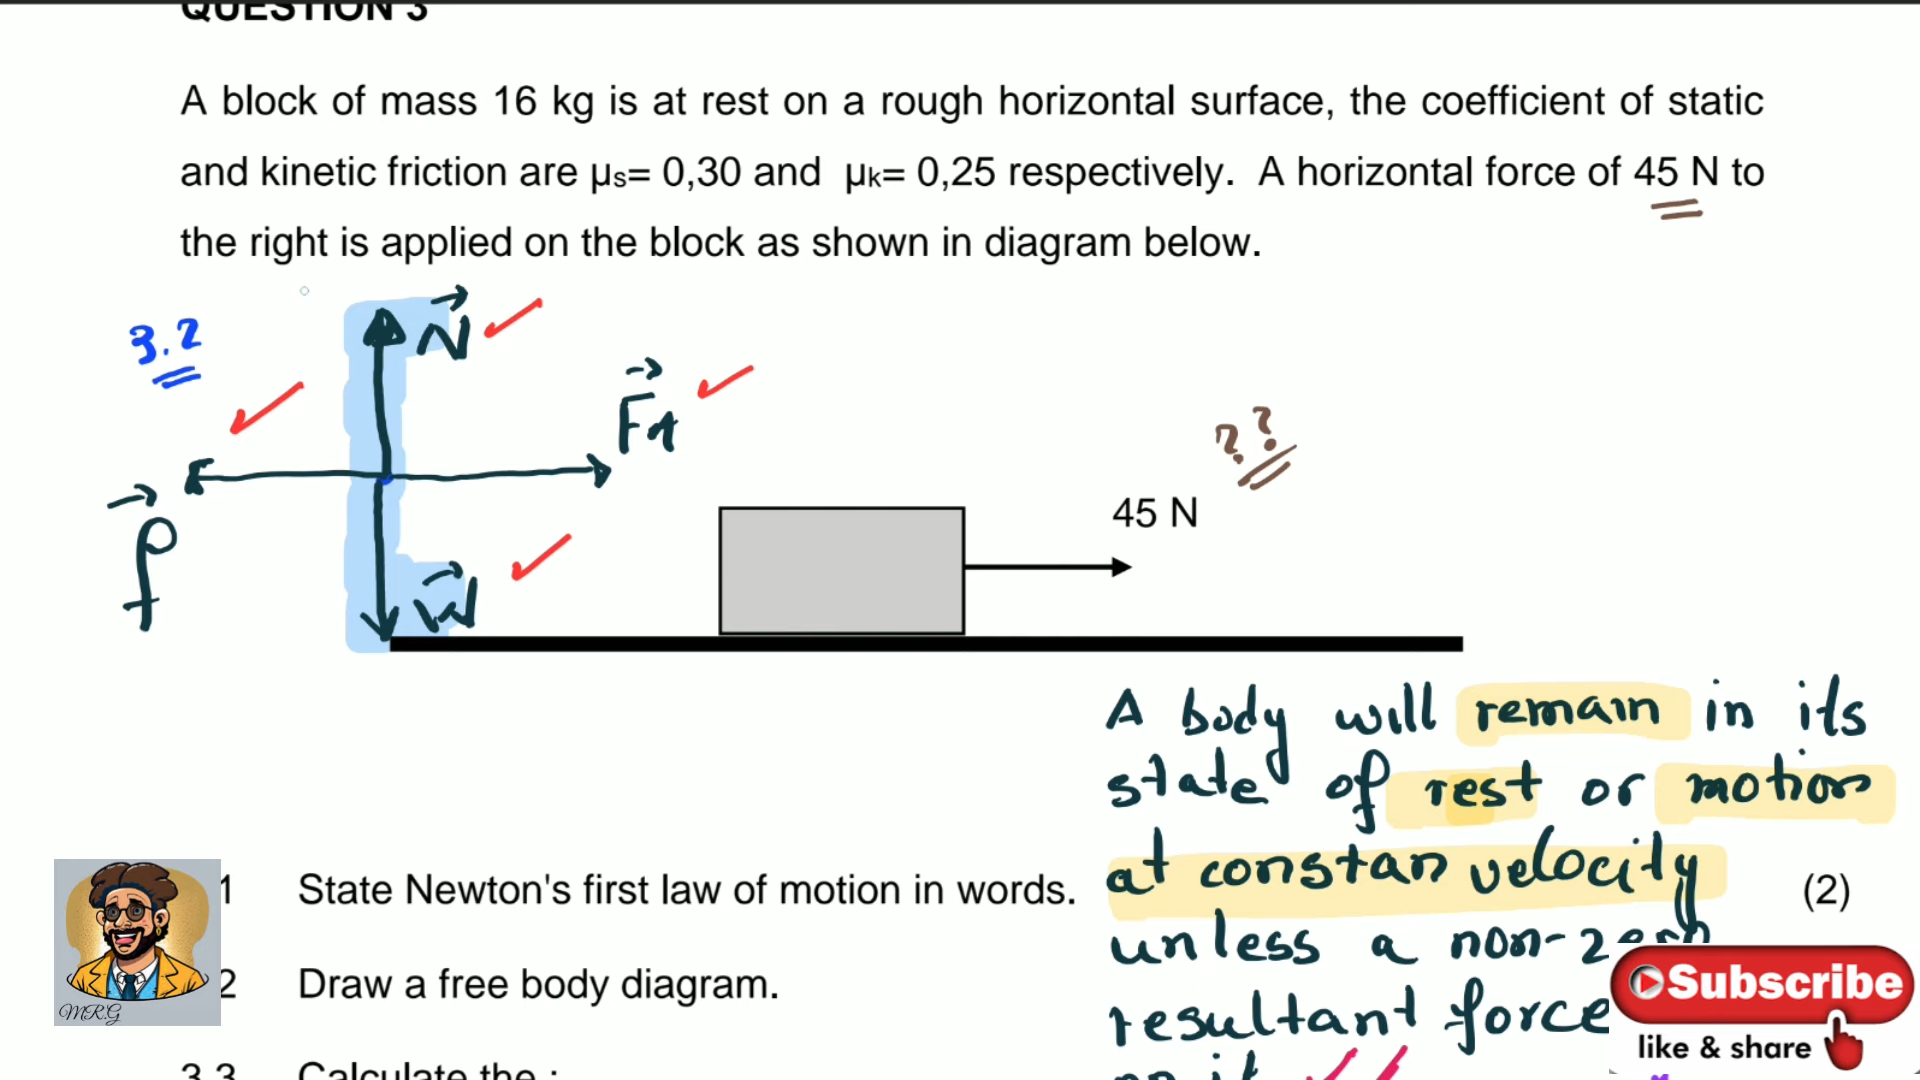 QUESTION 3
A block of mass 16 kg is at rest on a rough horizontal surface, the coefficient of static
and kinetic friction are μs= 0,30 and μk= 0,25 respectively. A horizontal force of 45 N to
the right is applied on the block as shown in diagram below.
3.2
N
FA
f
W
??
45 N
A body will remain in its
state of rest or motion
at constan velocity
unless a non-zero
resultant force
on it
1 State Newton's first law of motion in words. (2)
2 Draw a free body diagram.
3.3 Calculate the :
MR.G
Subscribe
like & share